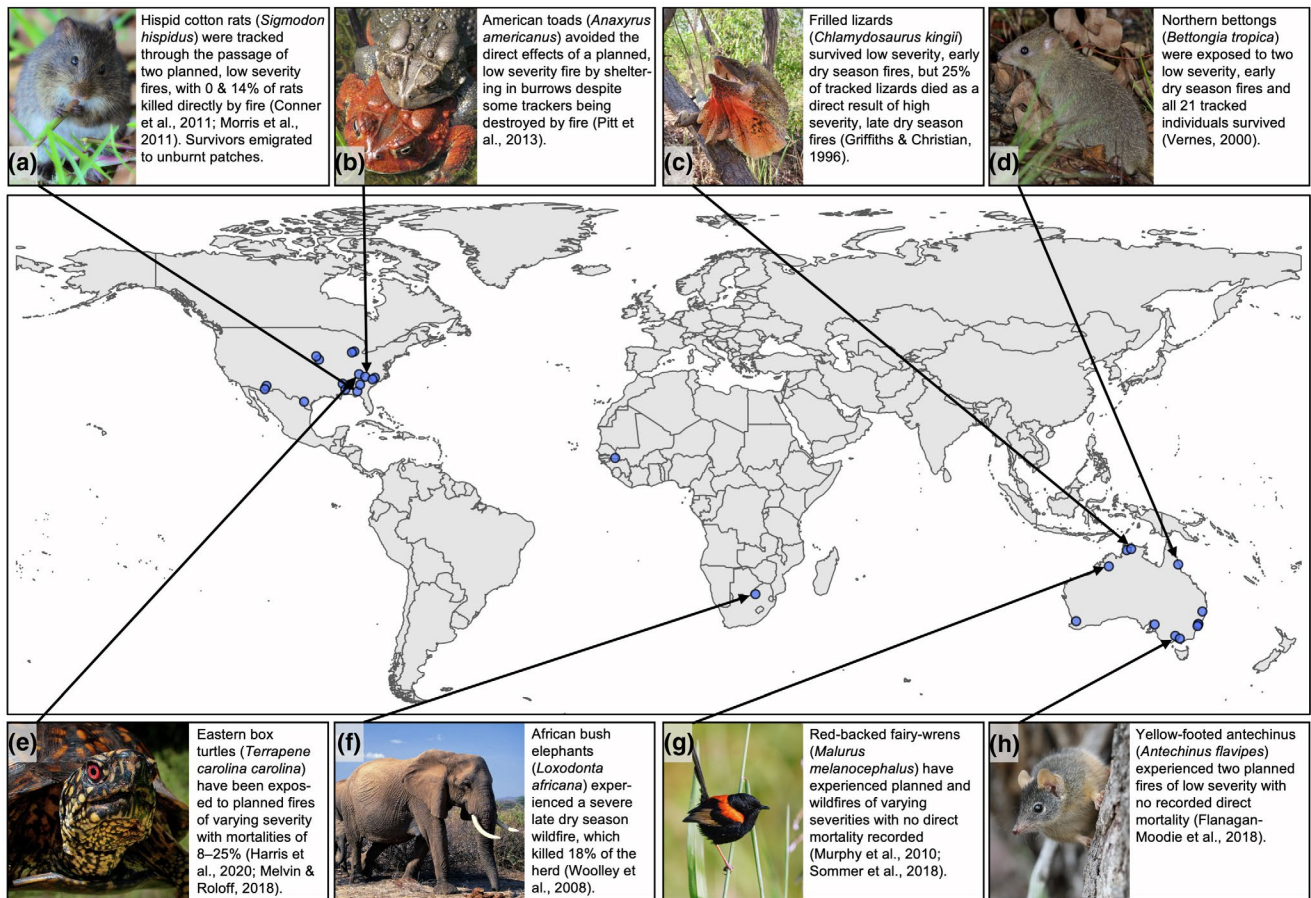 (a)
Hispid cotton rats (Sigmodon
hispidus) were tracked
through the passage of
two planned, low severity
fires, with 0 & 14% of rats
killed directly by fire (Conner
et al., 2011; Morris et al.,
2011). Survivors emigrated
to unburnt patches.
(b)
American toads (Anaxyrus
americanus) avoided the
direct effects of a planned,
low severity fire by shelter-
ing in burrows despite
some trackers being
destroyed by fire (Pitt
et al., 2013).
(c)
Frilled lizards
(Chlamydosaurus kingii)
survived low severity, early
dry season fires, but 25%
of tracked lizards died as a
direct result of high
severity, late dry season
fires (Griffiths & Christian,
1996).
(d)
Northern bettongs
(Bettongia tropica)
were exposed to two
low severity, early
dry season fires and
all 21 tracked
individuals survived
(Vernes, 2000).
(e)
Eastern box
turtles (Terrapene
carolina carolina)
have been expos-
ed to planned fires
of varying severity
with mortalities of
8–25% (Harris et
al., 2020; Melvin &
Roloff, 2018).
(f)
African bush
elephants
(Loxodonta
africana) exper-
ienced a severe
late dry season
wildfire, which
killed 18% of the
herd (Woolley et
al., 2008).
(g)
Red-backed fairy-wrens
(Malurus
melanocephalus) have
experienced planned and
wildfires of varying
severities with no direct
mortality recorded
(Murphy et al., 2010;
Sommer et al., 2018).
(h)
Yellow-footed antechinus
(Antechinus flavipes)
experienced two planned
fires of low severity with
no recorded direct
mortality (Flanagan-
Moodie et al., 2018).